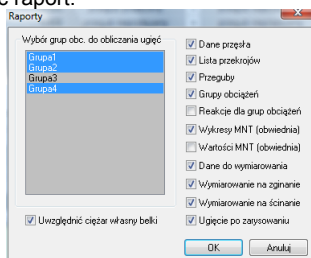 c raport.
Raporty
Wybór grup obc. do obliczania ugięć
Grupa1
Grupa2
Grupa3
Grupa4
Uwzględnić ciężar własny belki
Dane przęsła
Lista przekrojów
Przeguby
Grupy obciążeń
Reakcje dla grup obciążeń
Wykresy MNT (obwiednia)
Wartości MNT (obwiednia)
Dane do wymiarowania
Wymiarowanie na zginanie
Wymiarowanie na ścinanie
Ugięcie po zarysowaniu
OK
Anuluj